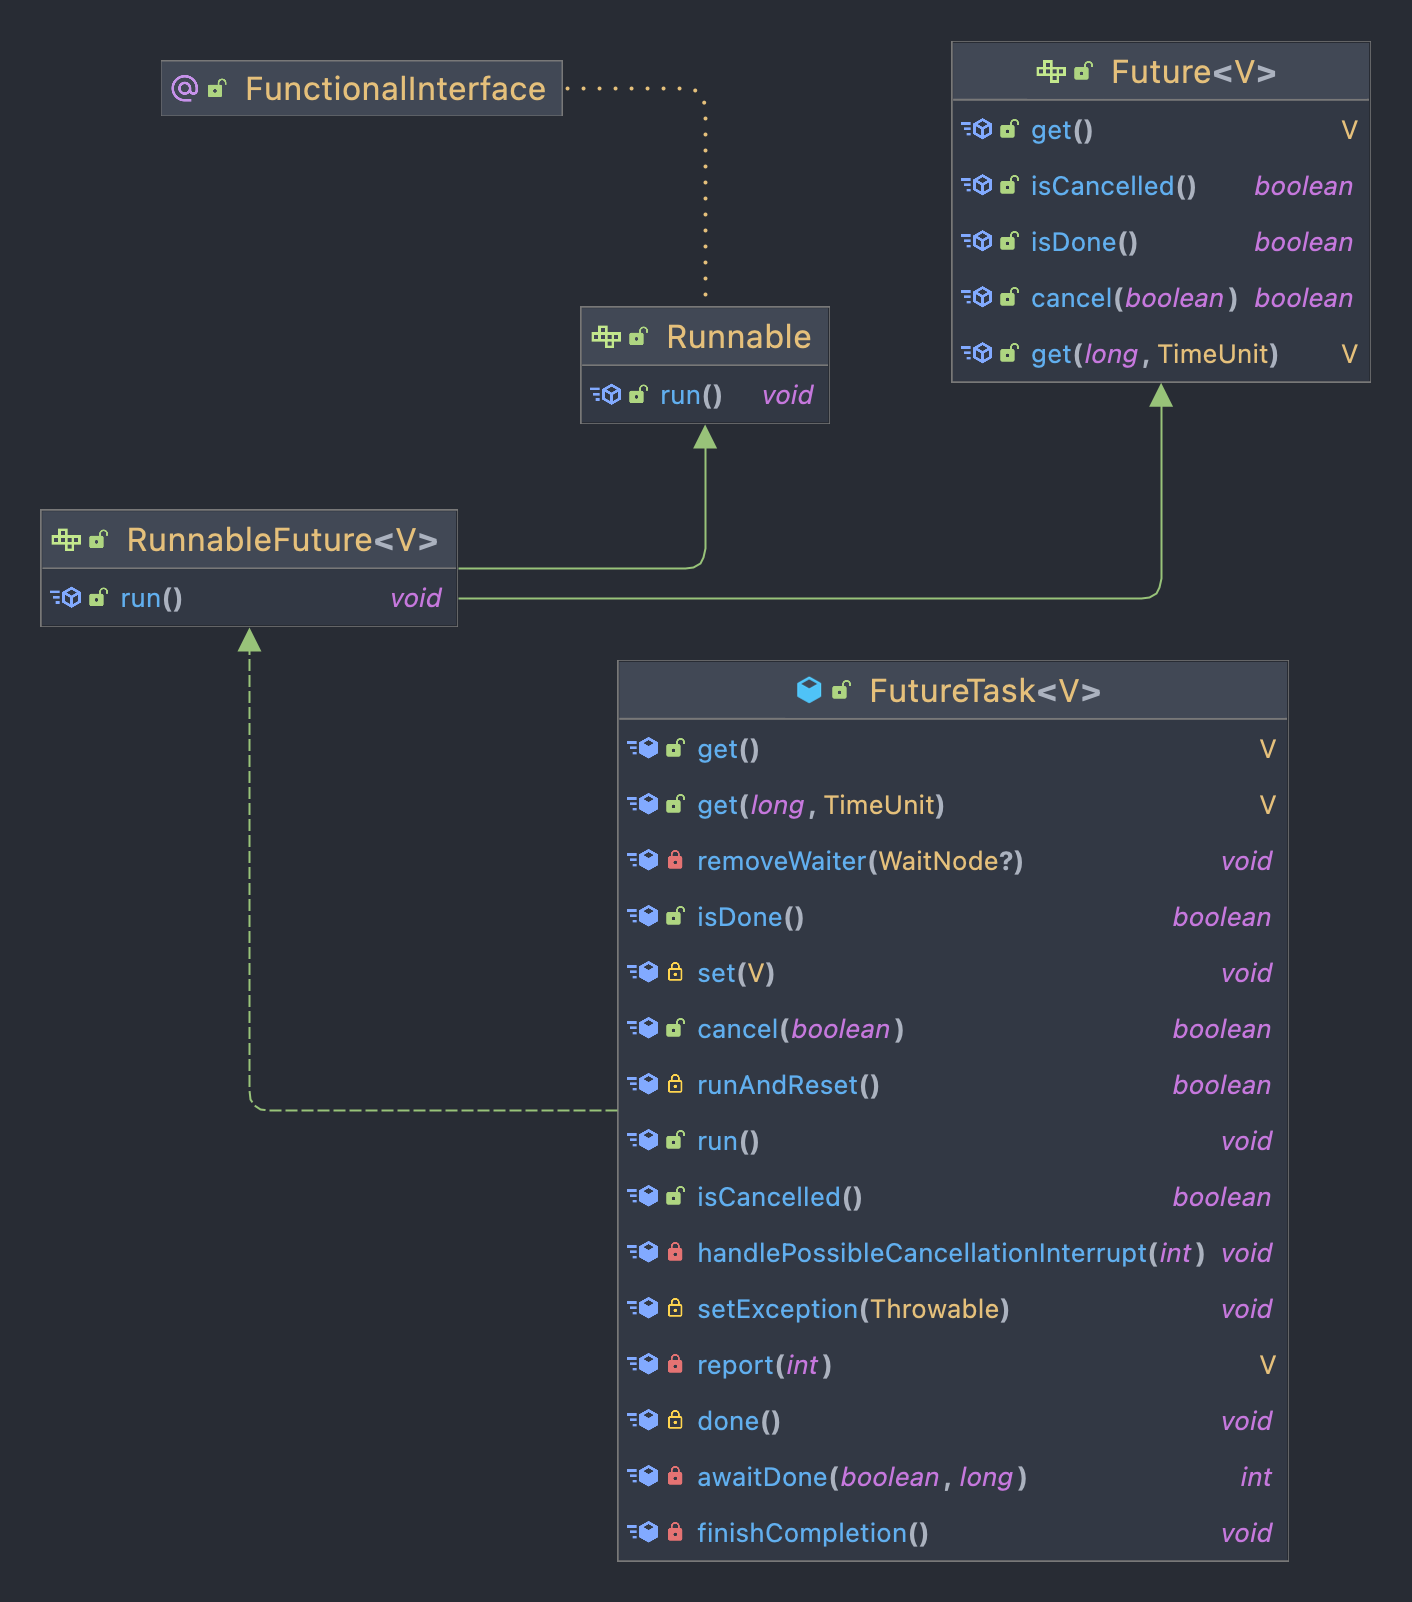 @ FunctionalInterface
Future<V>
get() V
isCancelled() boolean
isDone() boolean
cancel(boolean) boolean
get(long, TimeUnit) V
Runnable
run() void
RunnableFuture<V>
run() void
FutureTask<V>
get() V
get(long, TimeUnit) V
removeWaiter(WaitNode?) void
isDone() boolean
set(V) void
cancel(boolean) boolean
runAndReset() boolean
run() void
isCancelled() boolean
handlePossibleCancellationInterrupt(int) void
setException(Throwable) void
report(int) V
done() void
awaitDone(boolean, long) int
finishCompletion() void